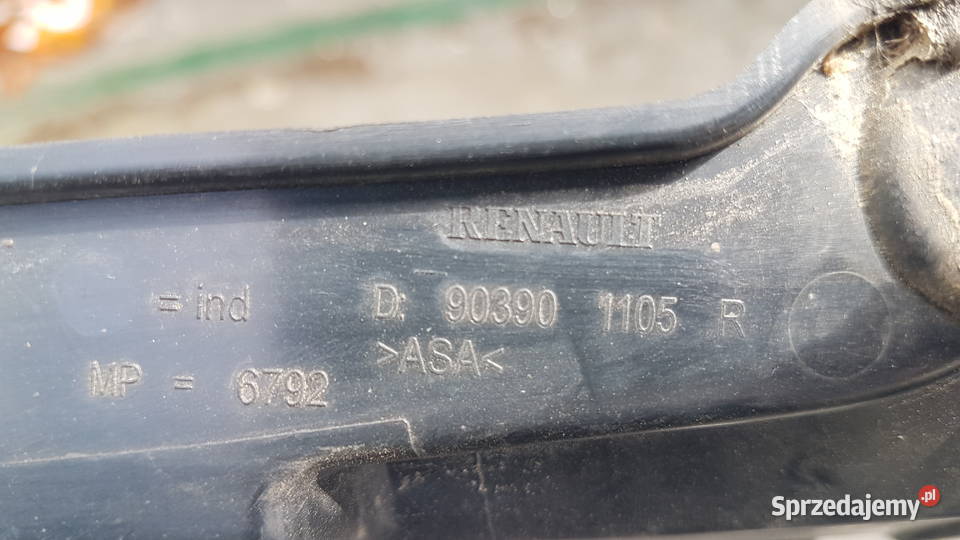 RENAULT
= ind D: 90390 1105 R
>ASA<
MP = 6792
Sprzedajemy.pl